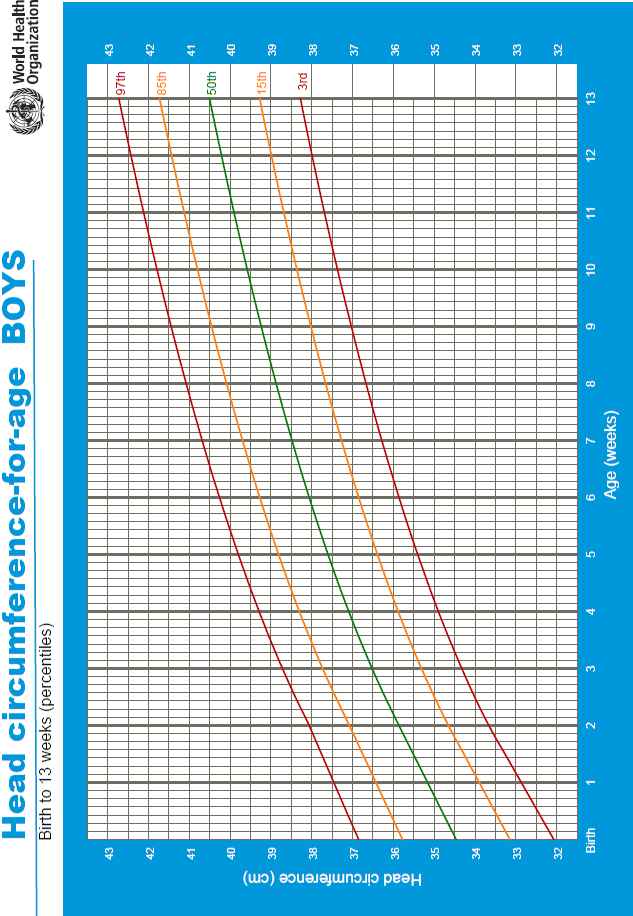 Head circumference-for-age BOYS
Birth to 13 weeks (percentiles)
World Health
Organization
Head circumference (cm)
43
42
41
40
39
38
37
36
35
34
33
32
97th
85th
50th
15th
3rd
43
42
41
40
39
38
37
36
35
34
33
32
Birth 1 2 3 4 5 6 7 8 9 10 11 12 13
Age (weeks)